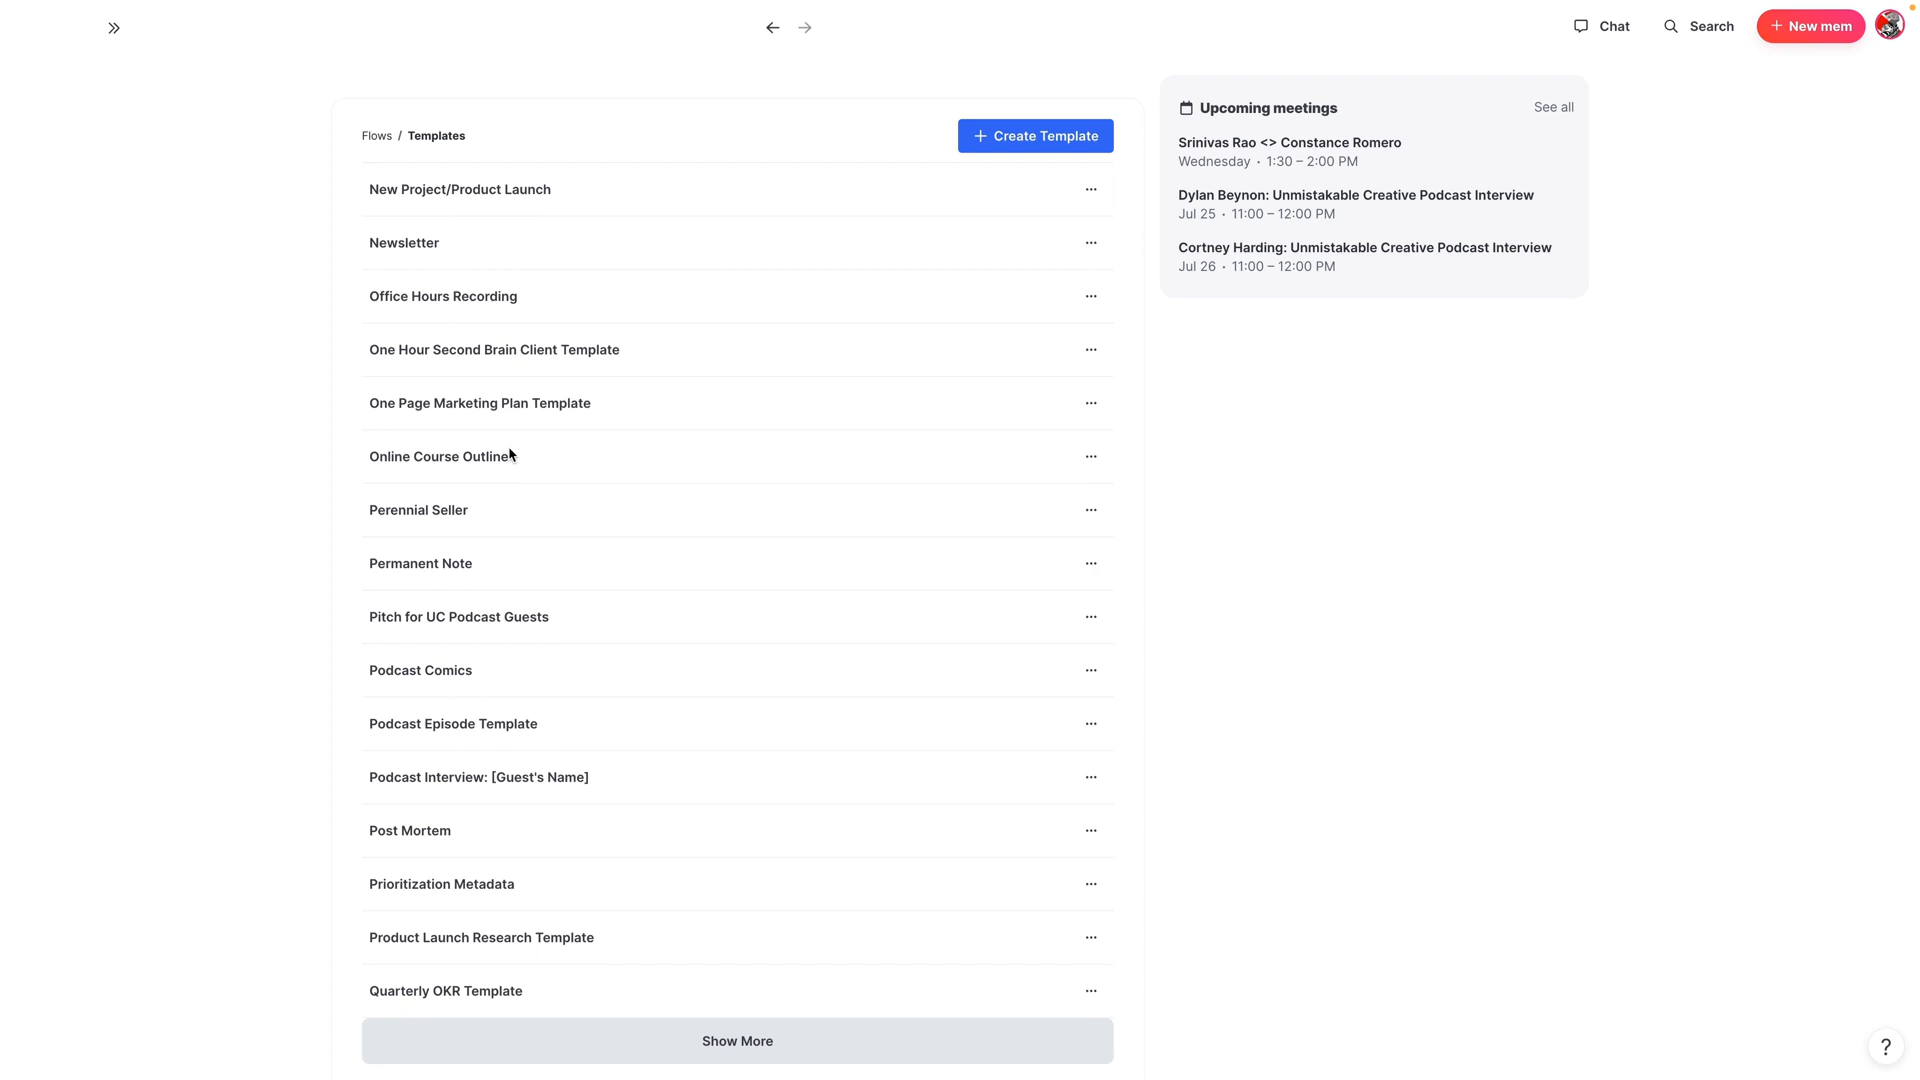 Chat
Search
+ New mem
Flows / Templates
+ Create Template
New Project/Product Launch
Newsletter
Office Hours Recording
One Hour Second Brain Client Template
One Page Marketing Plan Template
Online Course Outline
Perennial Seller
Permanent Note
Pitch for UC Podcast Guests
Podcast Comics
Podcast Episode Template
Podcast Interview: [Guest's Name]
Post Mortem
Prioritization Metadata
Product Launch Research Template
Quarterly OKR Template
Show More
Upcoming meetings
See all
Srinivas Rao <> Constance Romero
Wednesday • 1:30 – 2:00 PM
Dylan Beynon: Unmistakable Creative Podcast Interview
Jul 25 • 11:00 – 12:00 PM
Cortney Harding: Unmistakable Creative Podcast Interview
Jul 26 • 11:00 – 12:00 PM
?